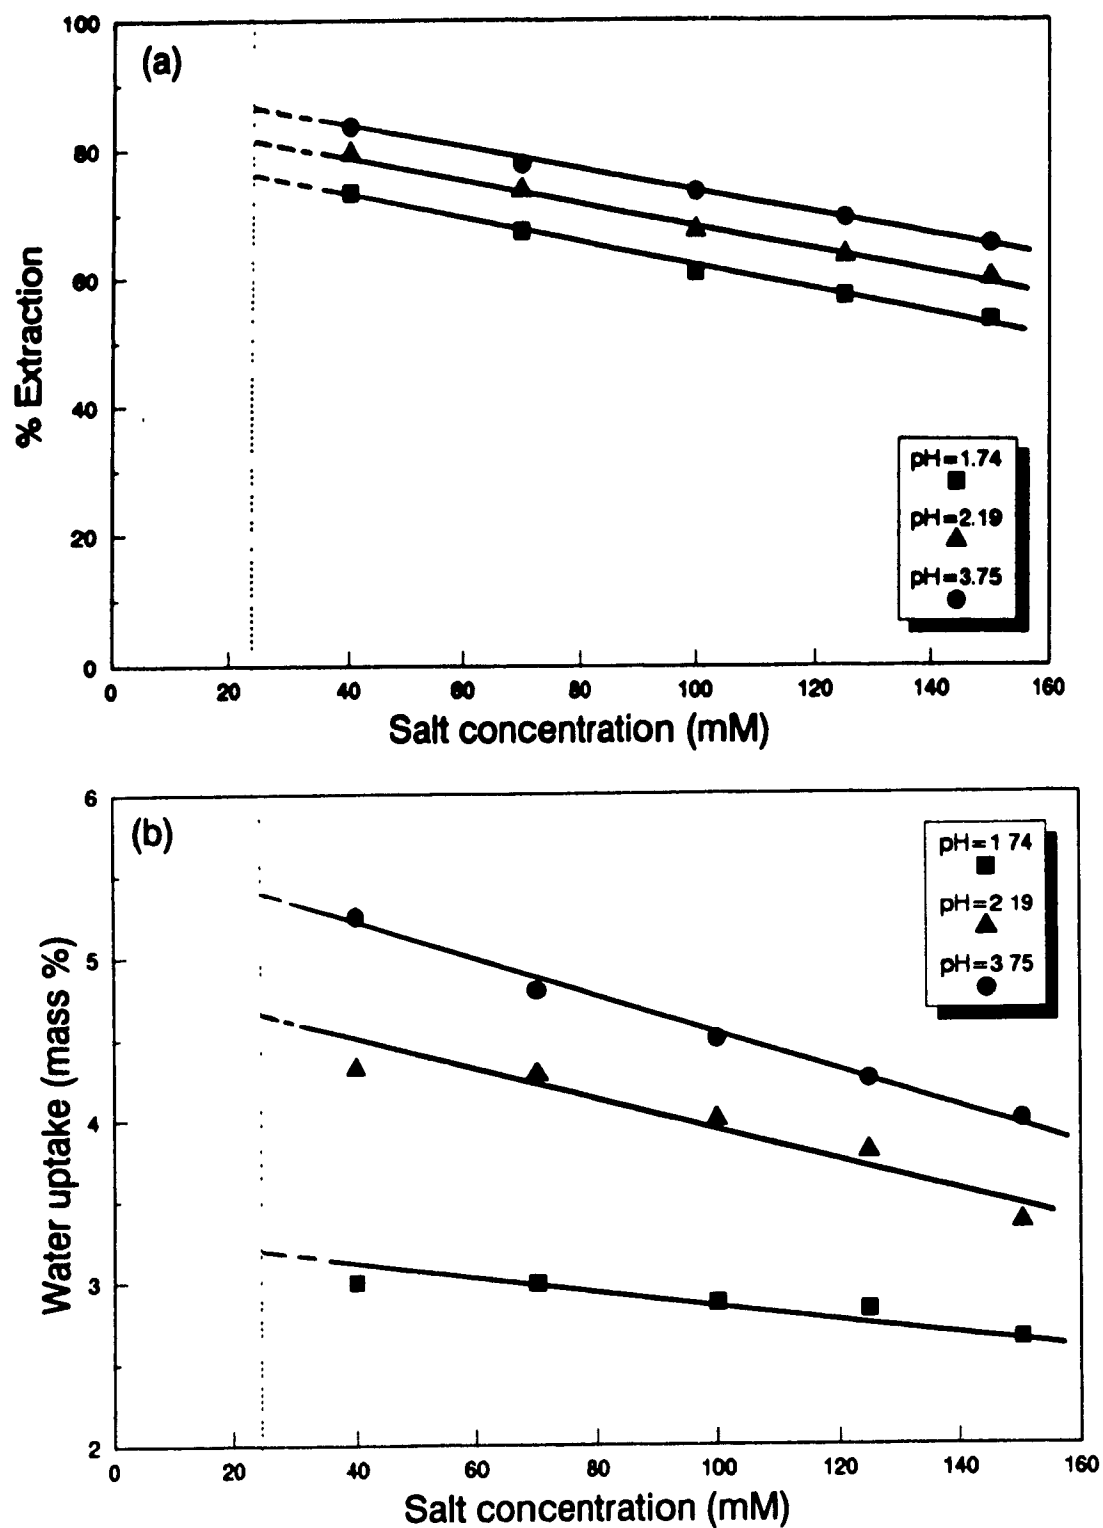 (a)
100
80
60
40
20
0
% Extraction
pH=1.74
pH=2.19
pH=3.75
0 20 40 60 80 100 120 140 160
Salt concentration (mM)
(b)
6
5
4
3
2
Water uptake (mass %)
pH=1 74
pH=2 19
pH=3 75
0 20 40 60 80 100 120 140 160
Salt concentration (mM)